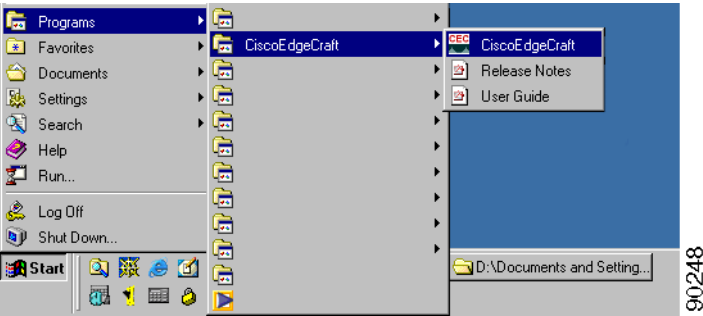 Programs
Favorites
Documents
Settings
Search
Help
Run...
Log Off
Shut Down...
Start
CiscoEdgeCraft
CEC
CiscoEdgeCraft
Release Notes
User Guide
D:\Documents and Setting...
90248